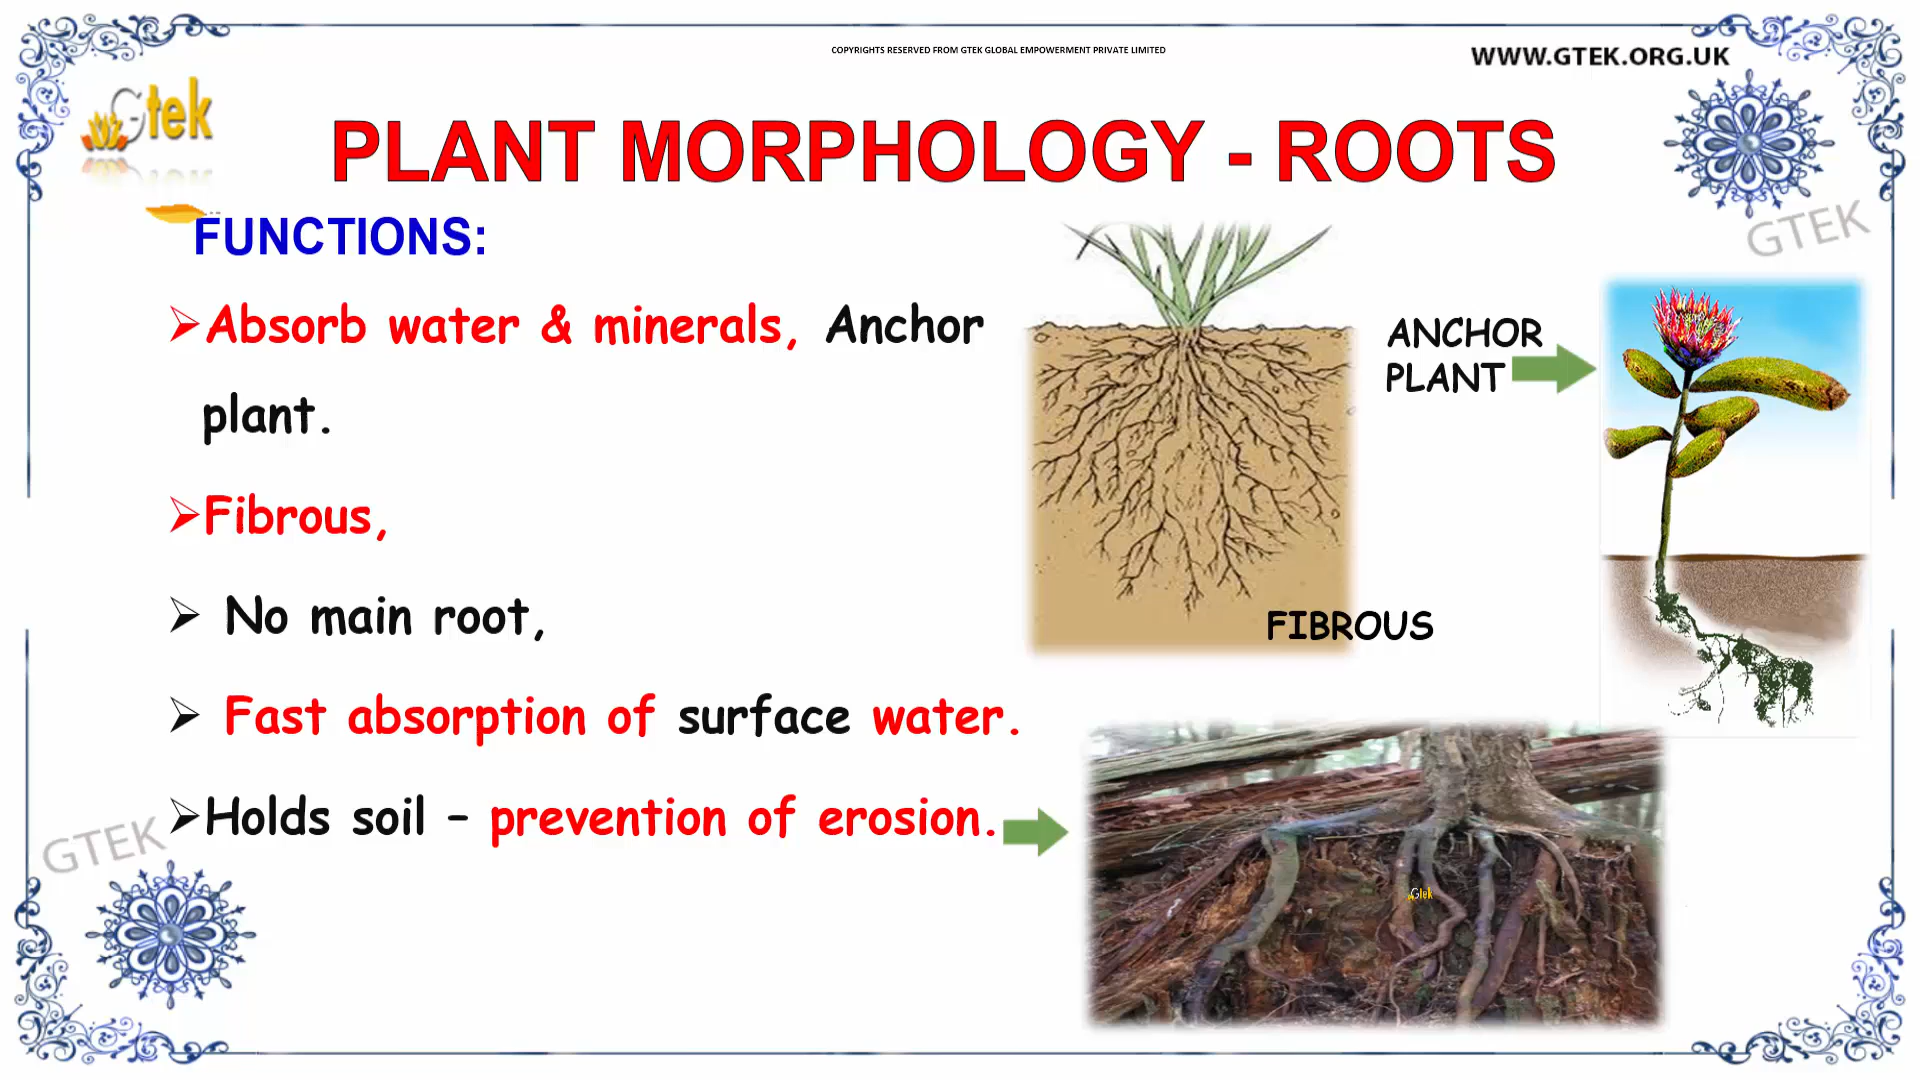 COPYRIGHTS RESERVED FROM GTEK GLOBAL EMPOWERMENT PRIVATE LIMITED
WWW.GTEK.ORG.UK
Gtek
PLANT MORPHOLOGY - ROOTS
GTEK
FUNCTIONS:
➢Absorb water & minerals, Anchor
plant.
➢Fibrous,
➢ No main root,
➢ Fast absorption of surface water.
➢Holds soil – prevention of erosion.
ANCHOR
PLANT
FIBROUS
GTEK
Gtek